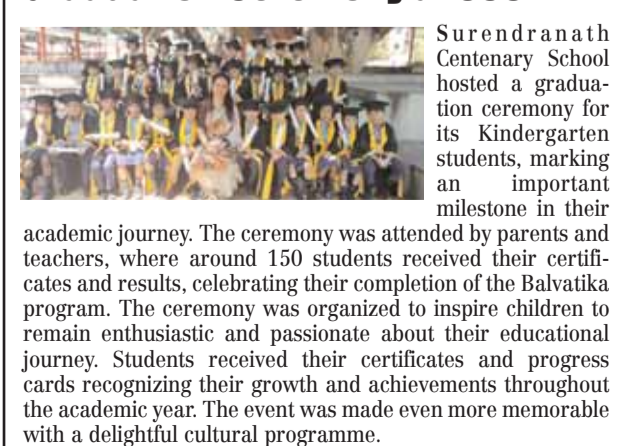 Surendranath
Centenary School
hosted a gradua-
tion ceremony for
its Kindergarten
students, marking
an important
milestone in their
academic journey. The ceremony was attended by parents and
teachers, where around 150 students received their certifi-
cates and results, celebrating their completion of the Balvatika
program. The ceremony was organized to inspire children to
remain enthusiastic and passionate about their educational
journey. Students received their certificates and progress
cards recognizing their growth and achievements throughout
the academic year. The event was made even more memorable
with a delightful cultural programme.